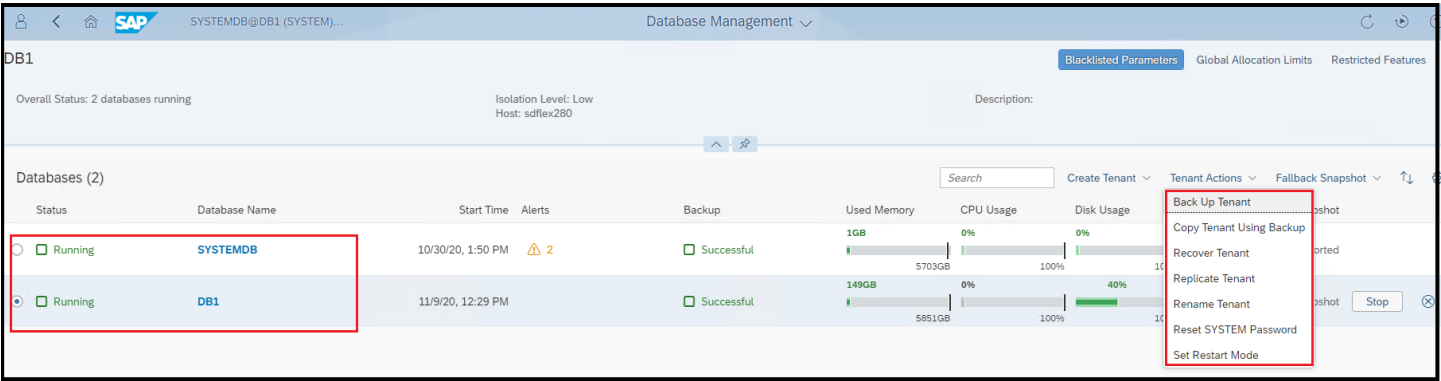 SAP SYSTEMDB@DB1 (SYSTEM)... Database Management
DB1
Blacklisted Parameters Global Allocation Limits Restricted Features
Overall Status: 2 databases running Isolation Level: Low Description:
Host: sdflex280
Databases (2) Search Create Tenant Tenant Actions Fallback Snapshot
Status Database Name Start Time Alerts Backup Used Memory CPU Usage Disk Usage
Running SYSTEMDB 10/30/20, 1:50 PM 2 Successful 1GB 0% 0%
5703GB 100%
Running DB1 11/9/20, 12:29 PM Successful 149GB 0% 40% Stop
5851GB 100%
Back Up Tenant
Copy Tenant Using Backup
Recover Tenant
Replicate Tenant
Rename Tenant
Reset SYSTEM Password
Set Restart Mode